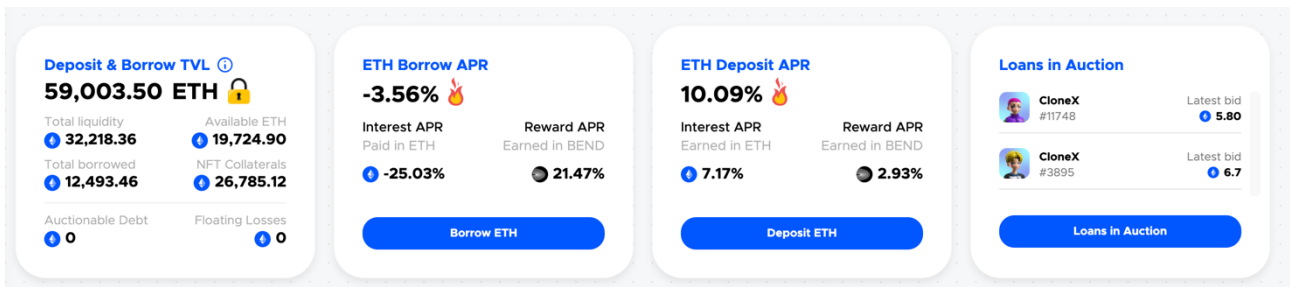 Deposit & Borrow TVL
59,003.50 ETH
Total liquidity Available ETH
32,218.36 19,724.90
Total borrowed NFT Collaterals
12,493.46 26,785.12
Auctionable Debt Floating Losses
0 0
ETH Borrow APR
-3.56%
Interest APR Reward APR
Paid in ETH Earned in BEND
-25.03% 21.47%
Borrow ETH
ETH Deposit APR
10.09%
Interest APR Reward APR
Earned in ETH Earned in BEND
7.17% 2.93%
Deposit ETH
Loans in Auction
CloneX Latest bid
#11748 5.80
CloneX Latest bid
#3895 6.7
Loans in Auction